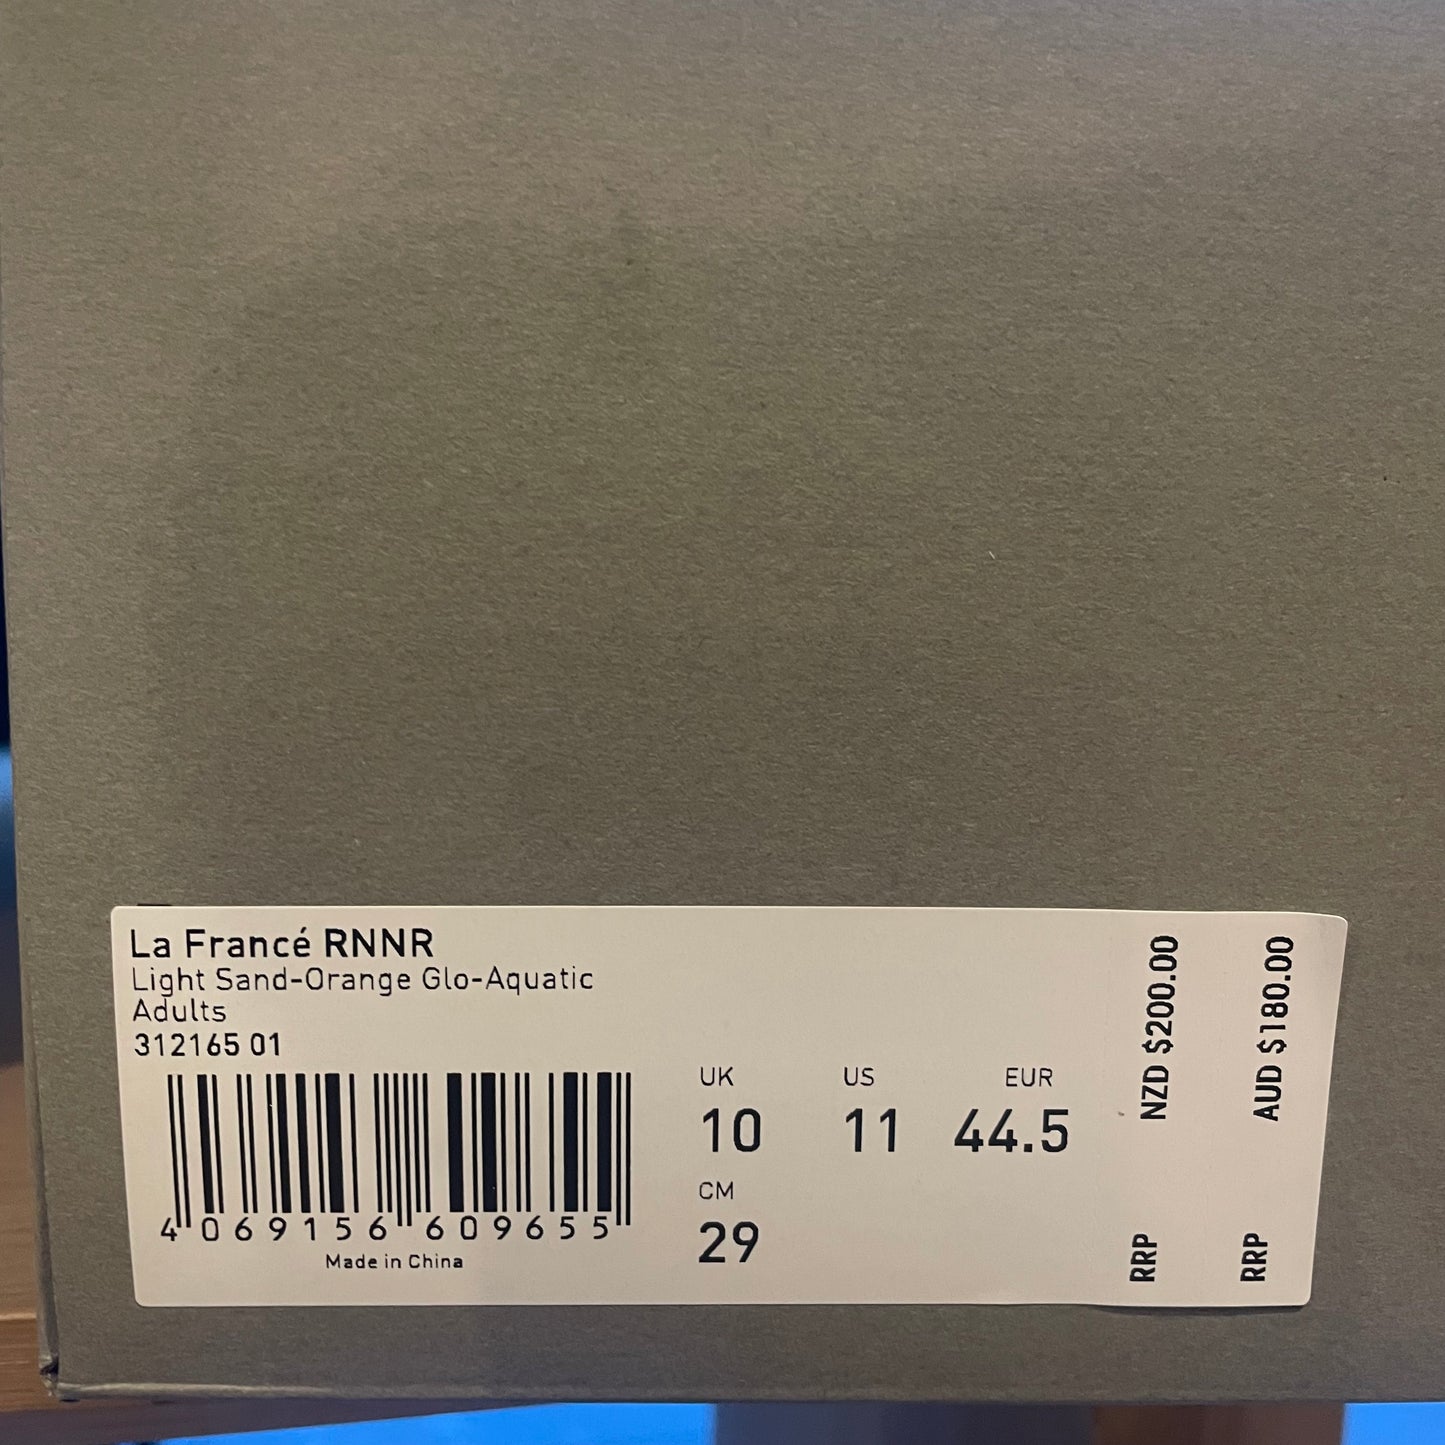 La Francé RNNR
Light Sand-Orange Glo-Aquatic
Adults
312165 01
4 069156 609655
Made in China
UK US EUR
10 11 44.5
CM
29
RRP NZD $200.00
RRP AUD $180.00